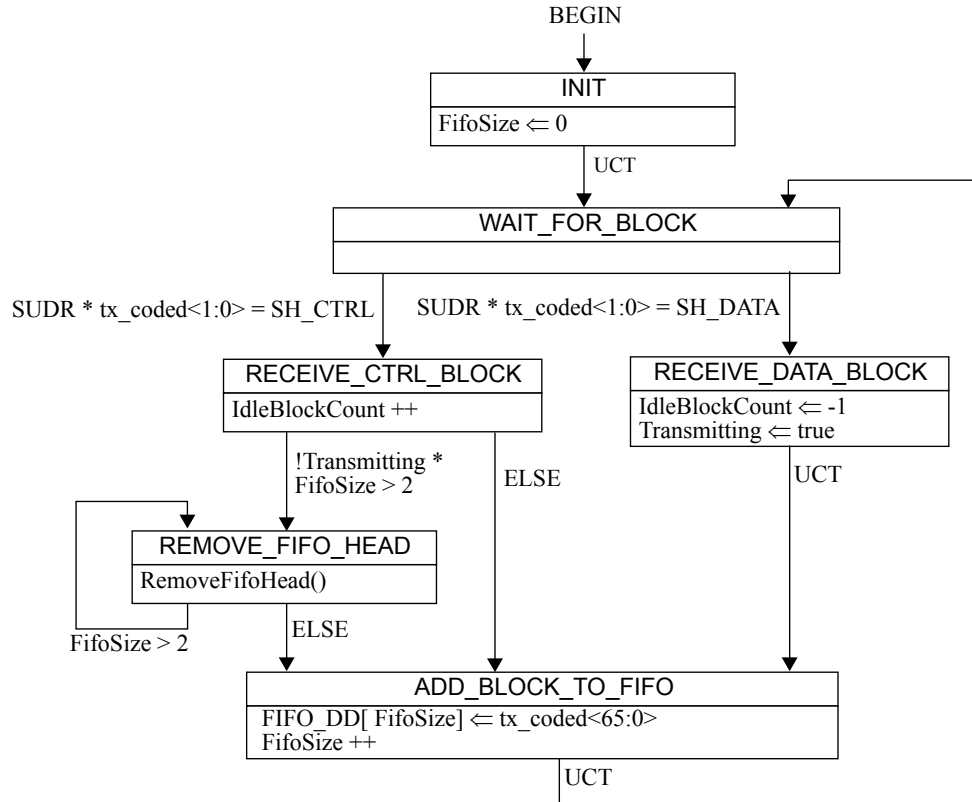 BEGIN
INIT
FifoSize ⇐ 0
UCT
WAIT_FOR_BLOCK
SUDR * tx_coded<1:0> = SH_CTRL
SUDR * tx_coded<1:0> = SH_DATA
RECEIVE_CTRL_BLOCK
IdleBlockCount ++
RECEIVE_DATA_BLOCK
IdleBlockCount ⇐ -1
Transmitting ⇐ true
!Transmitting *
FifoSize > 2
ELSE
UCT
REMOVE_FIFO_HEAD
RemoveFifoHead()
FifoSize > 2
ELSE
ADD_BLOCK_TO_FIFO
FIFO_DD[ FifoSize] ⇐ tx_coded<65:0>
FifoSize ++
UCT